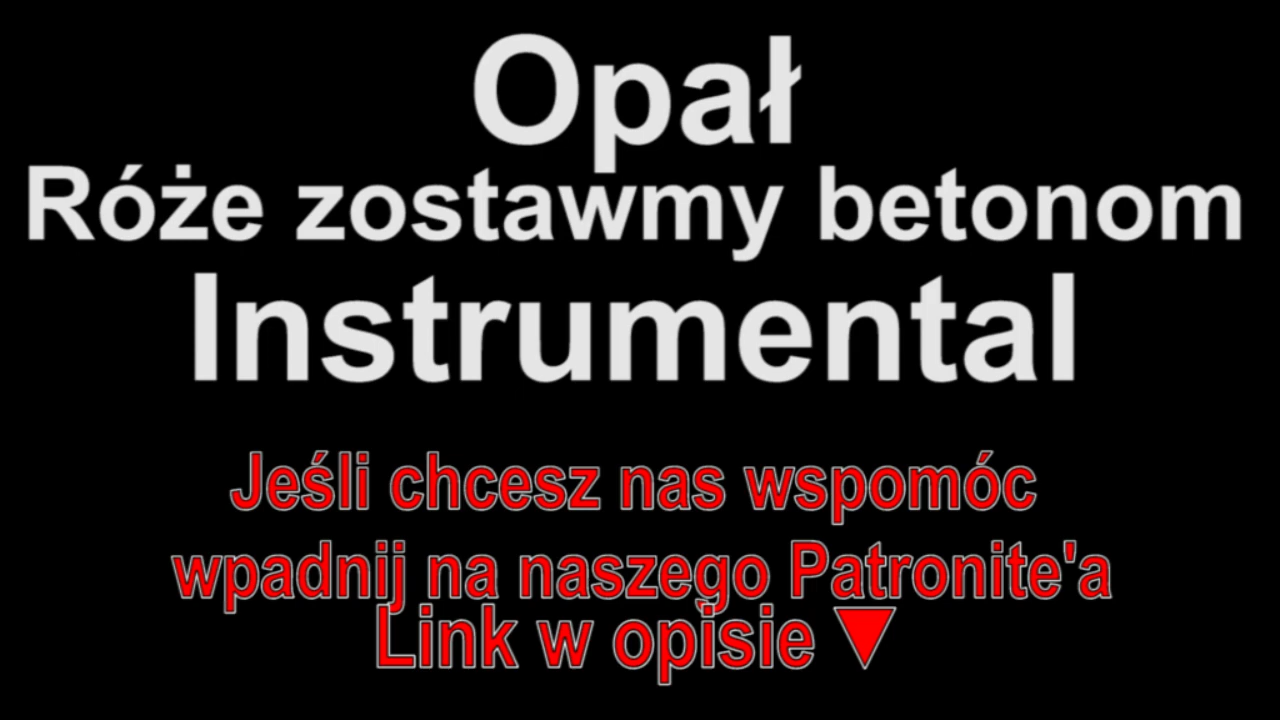 Opał
Róże zostawmy betonom
Instrumental
Jeśli chcesz nas wspomóc
wpadnij na naszego Patronite'a
Link w opisie ▼